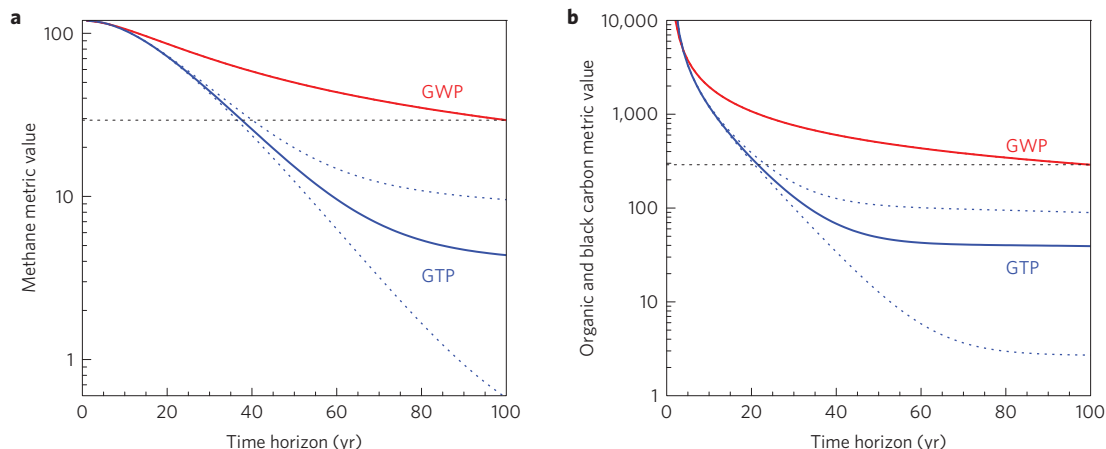 a
Methane metric value
100
10
1
GWP
GTP
0 20 40 60 80 100
Time horizon (yr)
b
Organic and black carbon metric value
10,000
1,000
100
10
1
GWP
GTP
0 20 40 60 80 100
Time horizon (yr)